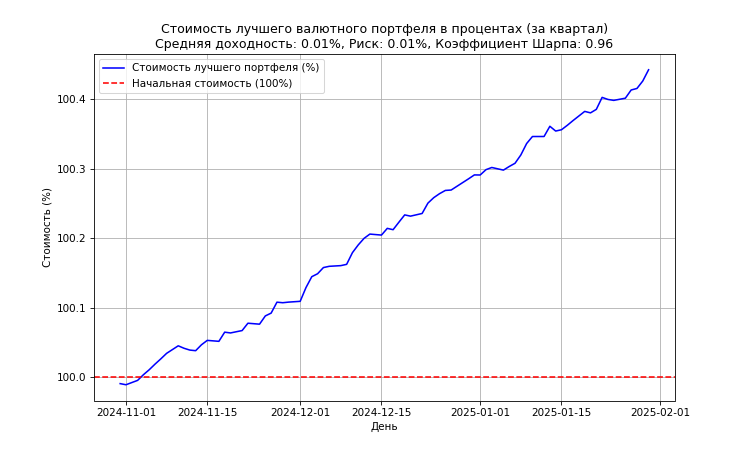 Стоимость лучшего валютного портфеля в процентах (за квартал)
Средняя доходность: 0.01%, Риск: 0.01%, Коэффициент Шарпа: 0.96
Стоимость лучшего портфеля (%)
Начальная стоимость (100%)
Стоимость (%)
100.4
100.3
100.2
100.1
100.0
2024-11-01
2024-11-15
2024-12-01
2024-12-15
2025-01-01
2025-01-15
2025-02-01
День